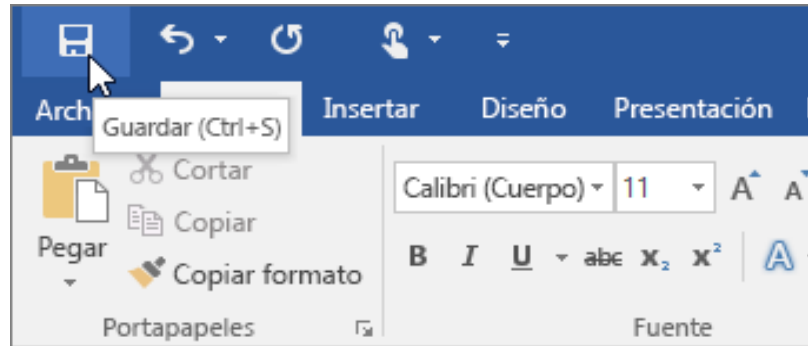 Arch
Insertar Diseño Presentación
Guardar (Ctrl+S)
Cortar
Copiar
Pegar
Copiar formato
Portapapeles
Calibri (Cuerpo) 11 A A
B I U abc X₂ X² A
Fuente